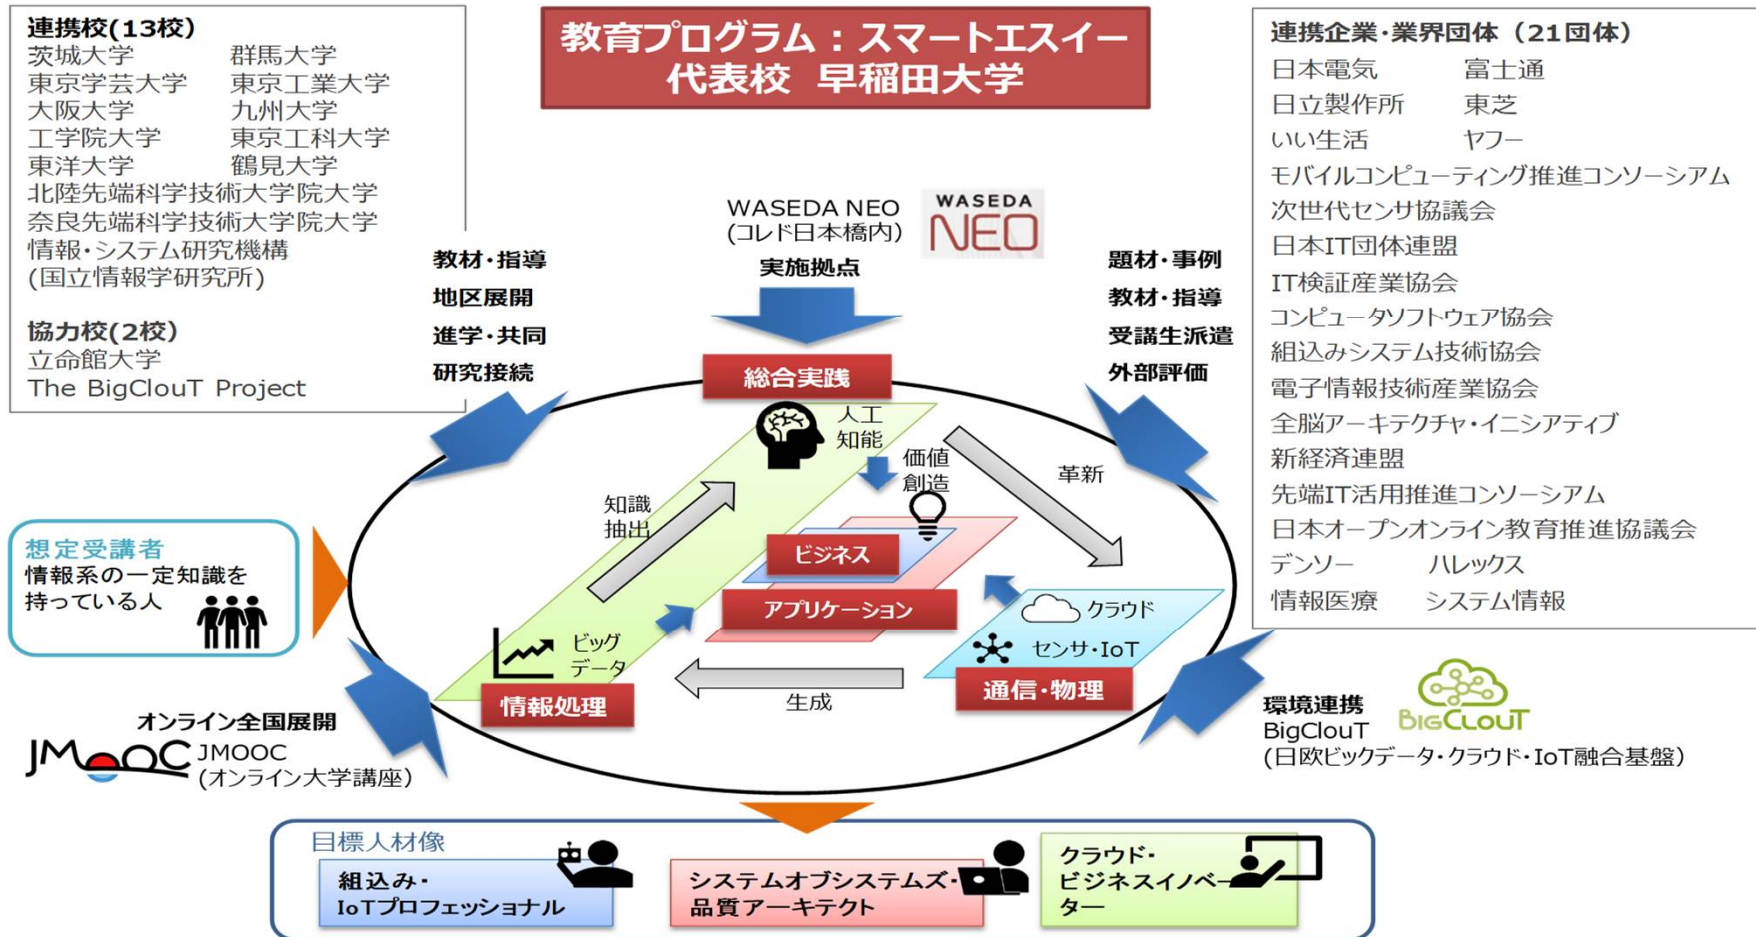 連携校(13校)
茨城大学 群馬大学
東京学芸大学 東京工業大学
大阪大学 九州大学
工学院大学 東京工科大学
東洋大学 鶴見大学
北陸先端科学技術大学院大学
奈良先端科学技術大学院大学
情報・システム研究機構
(国立情報学研究所)
協力校(2校)
立命館大学
The BigClouT Project
教育プログラム：スマートエスイー
代表校 早稲田大学
連携企業・業界団体（21団体）
日本電気 富士通
日立製作所 東芝
いい生活 ヤフー
モバイルコンピューティング推進コンソーシアム
次世代センサ協議会
日本IT団体連盟
IT検証産業協会
コンピュータソフトウェア協会
組込みシステム技術協会
電子情報技術産業協会
全脳アーキテクチャ・イニシアティブ
新経済連盟
先端IT活用推進コンソーシアム
日本オープンオンライン教育推進協議会
デンソー ハレックス
情報医療 システム情報
WASEDA NEO
(コレド日本橋内)
実施拠点
WASEDA
NEO
教材・指導
地区展開
進学・共同
研究接続
題材・事例
教材・指導
受講生派遣
外部評価
総合実践
人工
知能
価値
創造
革新
知識
抽出
ビジネス
アプリケーション
クラウド
センサ・IoT
通信・物理
ビッグ
データ
情報処理
生成
想定受講者
情報系の一定知識を
持っている人
オンライン全国展開
JMOOC
JMOOC
(オンライン大学講座)
環境連携
BigClouT
(日欧ビックデータ・クラウド・IoT融合基盤)
BIGCLOUT
目標人材像
組込み・
IoTプロフェッショナル
システムオブシステムズ・
品質アーキテクト
クラウド・
ビジネスイノベー
ター